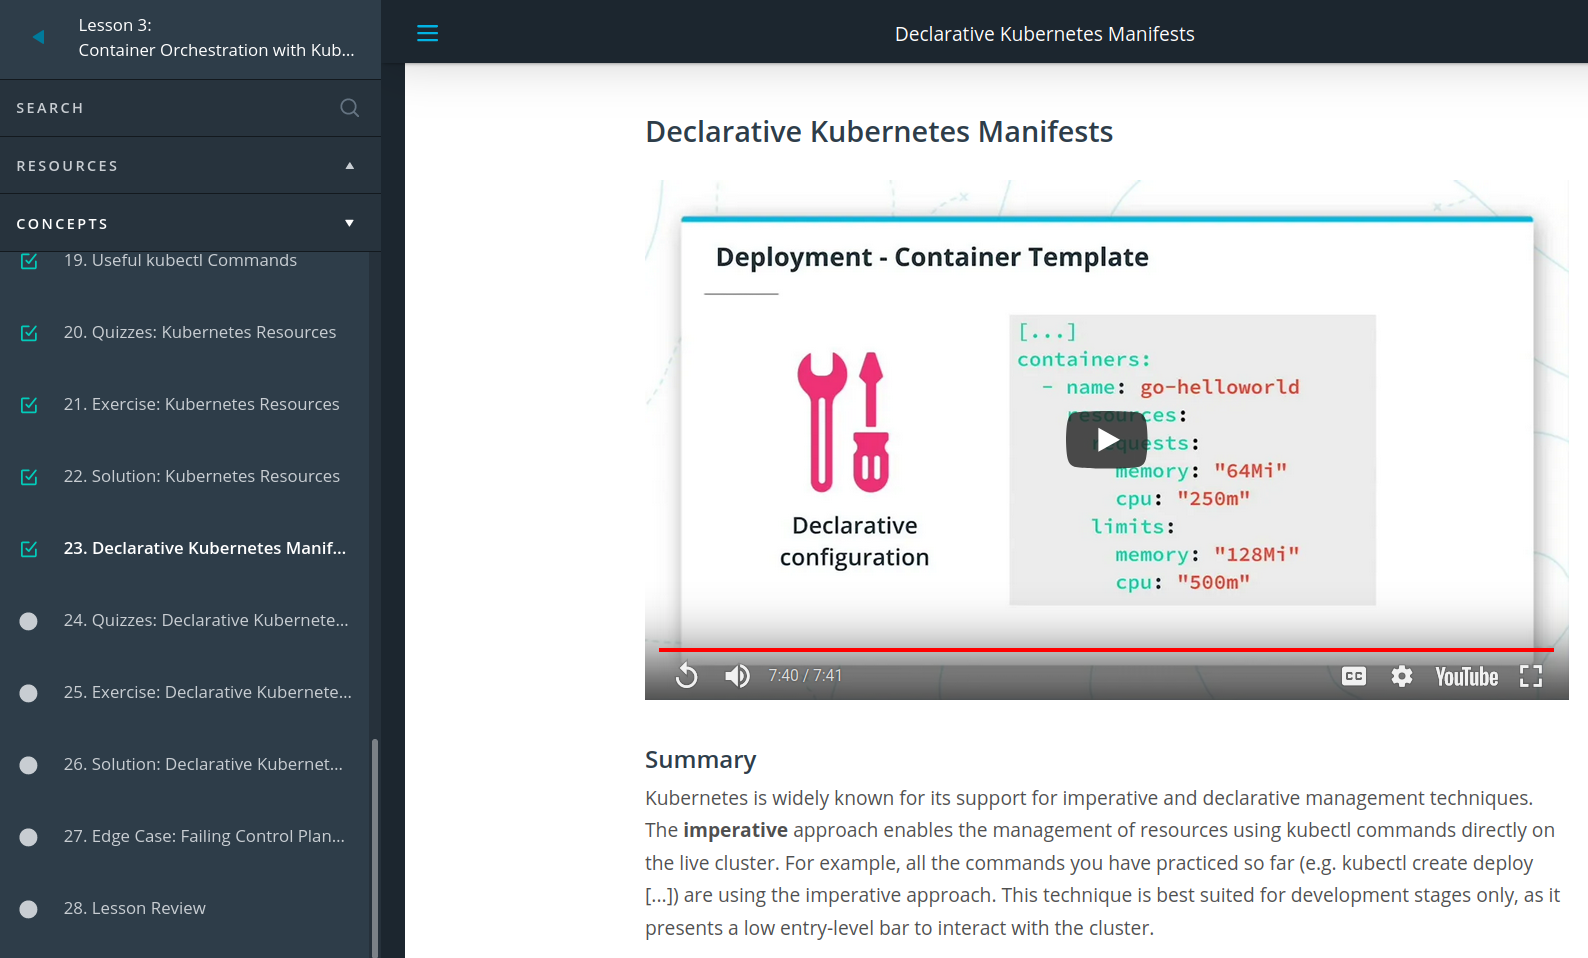 Lesson 3:
Container Orchestration with Kub...
SEARCH
RESOURCES
CONCEPTS
19. Useful kubectl Commands
20. Quizzes: Kubernetes Resources
21. Exercise: Kubernetes Resources
22. Solution: Kubernetes Resources
23. Declarative Kubernetes Manif...
24. Quizzes: Declarative Kubernete...
25. Exercise: Declarative Kubernete...
26. Solution: Declarative Kubernet...
27. Edge Case: Failing Control Plan...
28. Lesson Review
Declarative Kubernetes Manifests
Declarative Kubernetes Manifests
Deployment - Container Template
Declarative
configuration
[...]
containers:
- name: go-helloworld
resources:
requests:
memory: "64Mi"
cpu: "250m"
limits:
memory: "128Mi"
cpu: "500m"
7:40 / 7:41
CC
YouTube
Summary
Kubernetes is widely known for its support for imperative and declarative management techniques.
The imperative approach enables the management of resources using kubectl commands directly on
the live cluster. For example, all the commands you have practiced so far (e.g. kubectl create deploy
[...]) are using the imperative approach. This technique is best suited for development stages only, as it
presents a low entry-level bar to interact with the cluster.